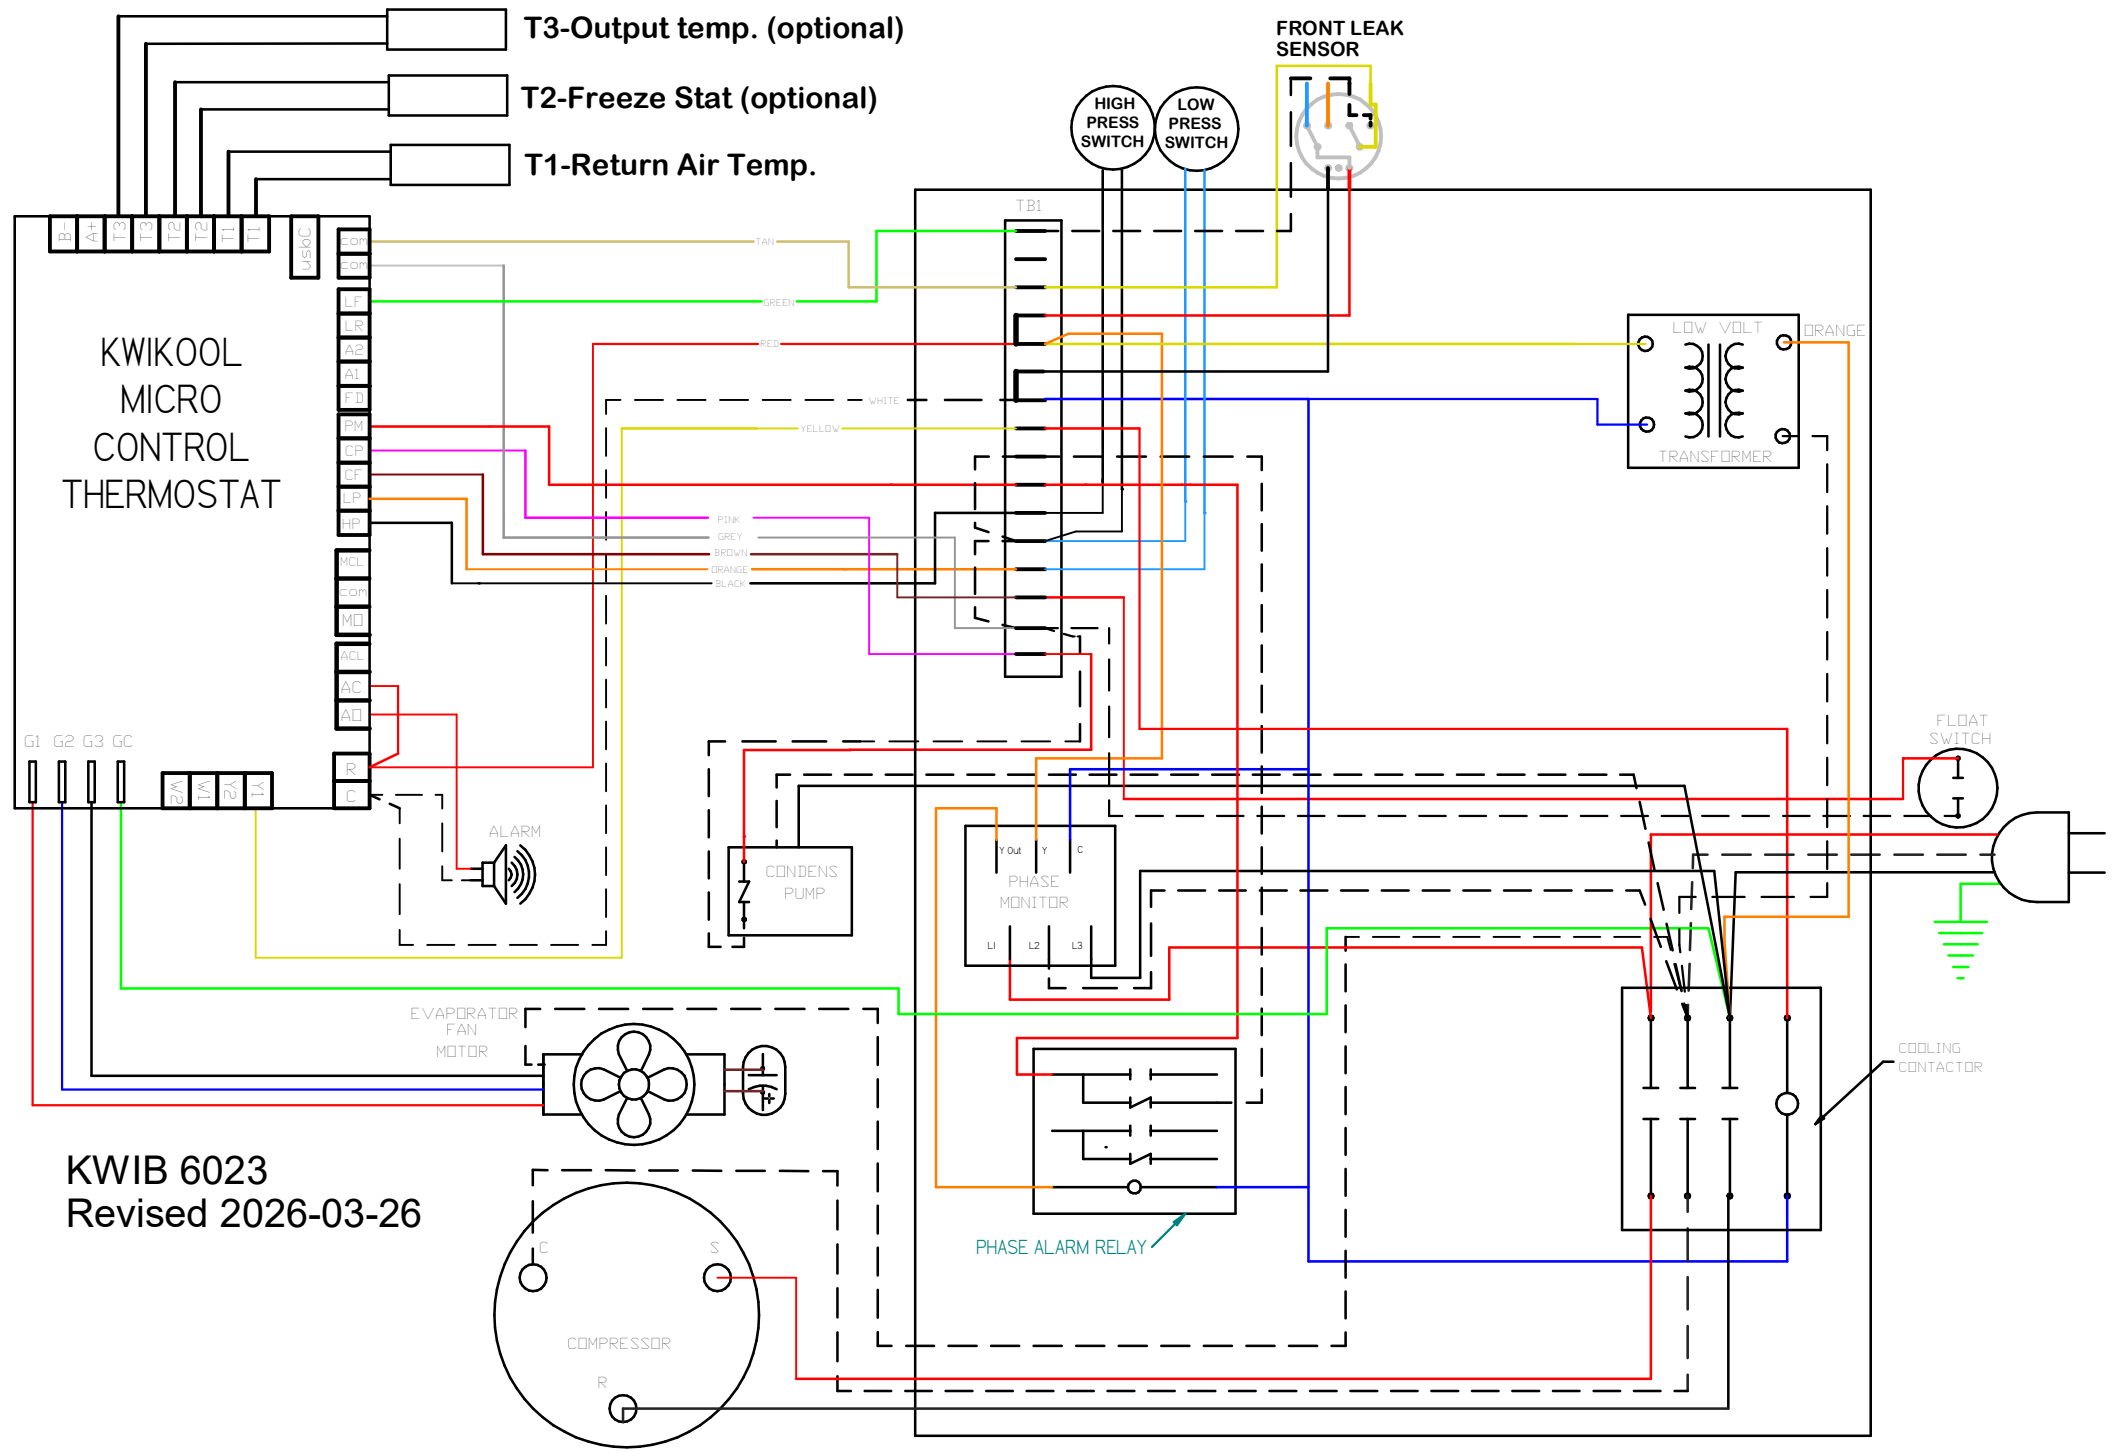 T3-Output temp. (optional)
T2-Freeze Stat (optional)
T1-Return Air Temp.
FRONT LEAK
SENSOR
HIGH
PRESS
SWITCH
LOW
PRESS
SWITCH
TB1
B-
A+
T3
T3
T2
T2
T1
T1
usbC
com
com
LF
LR
A2
A1
FD
PM
CP
CF
LP
HP
MCL
com
MO
ACL
AC
AO
R
C
KWIKOOL
MICRO
CONTROL
THERMOSTAT
G1
G2
G3
GC
W2
W1
Y2
Y1
TAN
GREEN
RED
WHITE
YELLOW
PINK
GREY
BROWN
ORANGE
BLACK
LOW VOLT
TRANSFORMER
ORANGE
FLOAT
SWITCH
ALARM
CONDENS
PUMP
Y Out
Y
C
PHASE
MONITOR
L1
L2
L3
EVAPORATOR
FAN
MOTOR
COOLING
CONTACTOR
PHASE ALARM RELAY
KWIB 6023
Revised 2026-03-26
C
S
COMPRESSOR
R